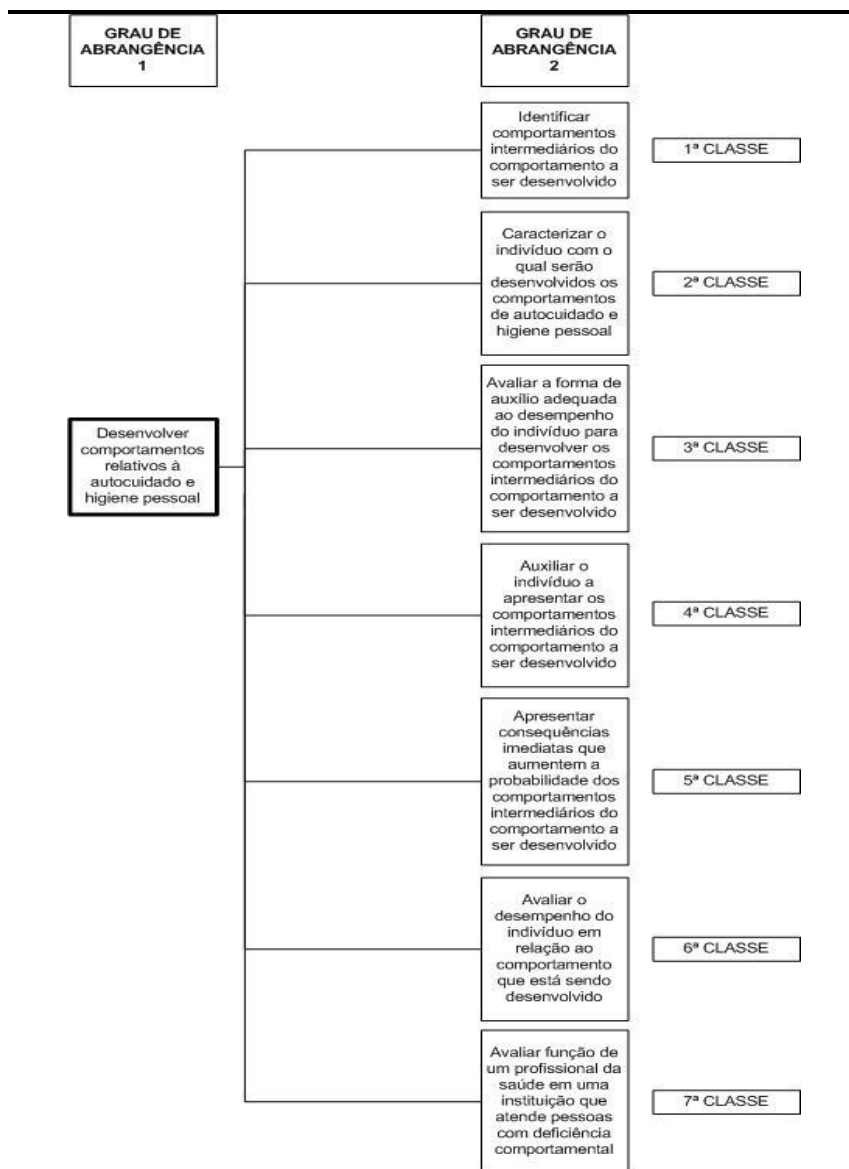 GRAU DE
ABRANGÊNCIA
1
GRAU DE
ABRANGÊNCIA
2
Identificar
comportamentos
intermediários do
comportamento a
ser desenvolvido
1ª CLASSE
Caracterizar o
indivíduo com o
qual serão
desenvolvidos os
comportamentos
de autocuidado e
higiene pessoal
2ª CLASSE
Avaliar a forma de
auxílio adequada
ao desempenho
do indivíduo para
desenvolver os
comportamentos
intermediários do
comportamento a
ser desenvolvido
3ª CLASSE
Desenvolver
comportamentos
relativos à
autocuidado e
higiene pessoal
Auxiliar o
indivíduo a
apresentar os
comportamentos
intermediários do
comportamento a
ser desenvolvido
4ª CLASSE
Apresentar
consequências
imediatas que
aumentem a
probabilidade dos
comportamentos
intermediários do
comportamento a
ser desenvolvido
5ª CLASSE
Avaliar o
desempenho do
indivíduo em
relação ao
comportamento
que está sendo
desenvolvido
6ª CLASSE
Avaliar função de
um profissional da
saúde em uma
instituição que
atende pessoas
com deficiência
comportamental
7ª CLASSE